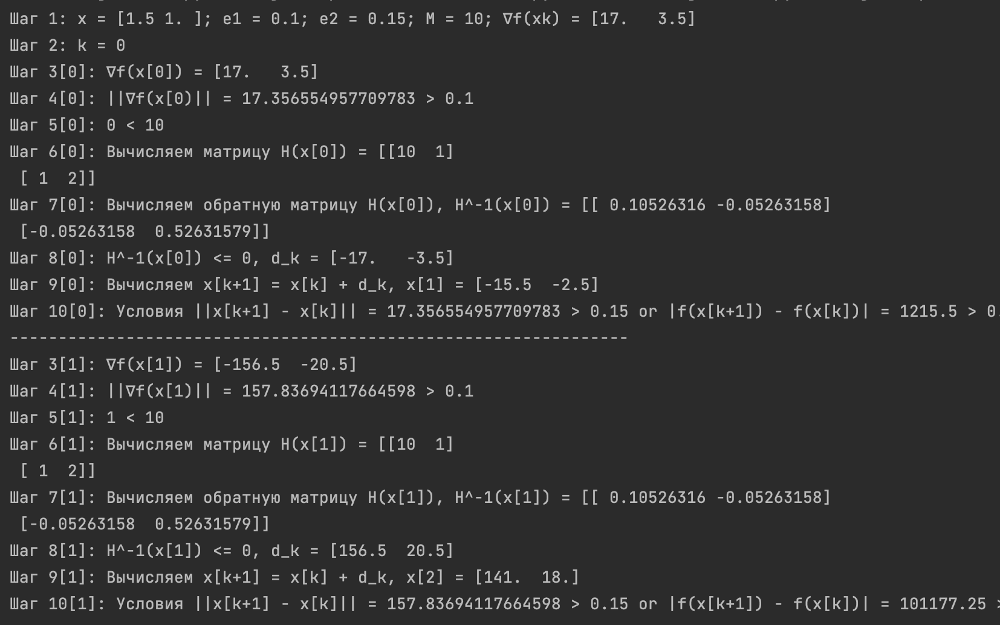 Шаг 1: x = [1.5 1. ]; e1 = 0.1; e2 = 0.15; M = 10; ∇f(xk) = [17.   3.5]
Шаг 2: k = 0
Шаг 3[0]: ∇f(x[0]) = [17.   3.5]
Шаг 4[0]: ||∇f(x[0)|| = 17.356554957709783 > 0.1
Шаг 5[0]: 0 < 10
Шаг 6[0]: Вычисляем матрицу H(x[0]) = [[10  1]
 [ 1  2]]
Шаг 7[0]: Вычисляем обратную матрицу H(x[0]), H^-1(x[0]) = [[ 0.10526316 -0.05263158]
 [-0.05263158  0.52631579]]
Шаг 8[0]: H^-1(x[0]) <= 0, d_k = [-17.   -3.5]
Шаг 9[0]: Вычисляем x[k+1] = x[k] + d_k, x[1] = [-15.5  -2.5]
Шаг 10[0]: Условия ||x[k+1] - x[k]|| = 17.356554957709783 > 0.15 or |f(x[k+1]) - f(x[k])| = 1215.5 > 0.
----------------------------------------------------------------
Шаг 3[1]: ∇f(x[1]) = [-156.5  -20.5]
Шаг 4[1]: ||∇f(x[1)|| = 157.83694117664598 > 0.1
Шаг 5[1]: 1 < 10
Шаг 6[1]: Вычисляем матрицу H(x[1]) = [[10  1]
 [ 1  2]]
Шаг 7[1]: Вычисляем обратную матрицу H(x[1]), H^-1(x[1]) = [[ 0.10526316 -0.05263158]
 [-0.05263158  0.52631579]]
Шаг 8[1]: H^-1(x[1]) <= 0, d_k = [156.5  20.5]
Шаг 9[1]: Вычисляем x[k+1] = x[k] + d_k, x[2] = [141.  18.]
Шаг 10[1]: Условия ||x[k+1] - x[k]|| = 157.83694117664598 > 0.15 or |f(x[k+1]) - f(x[k])| = 101177.25 >